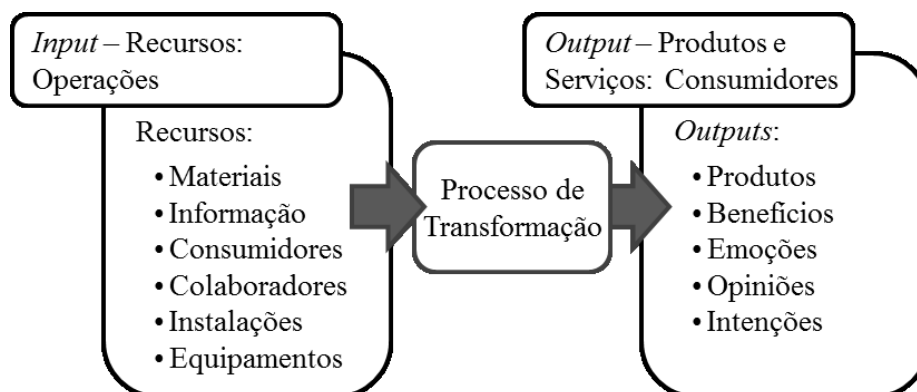 Input – Recursos:
Operações
Recursos:
• Materiais
• Informação
• Consumidores
• Colaboradores
• Instalações
• Equipamentos
Processo de
Transformação
Output – Produtos e
Serviços: Consumidores
Outputs:
• Produtos
• Benefícios
• Emoções
• Opiniões
• Intenções